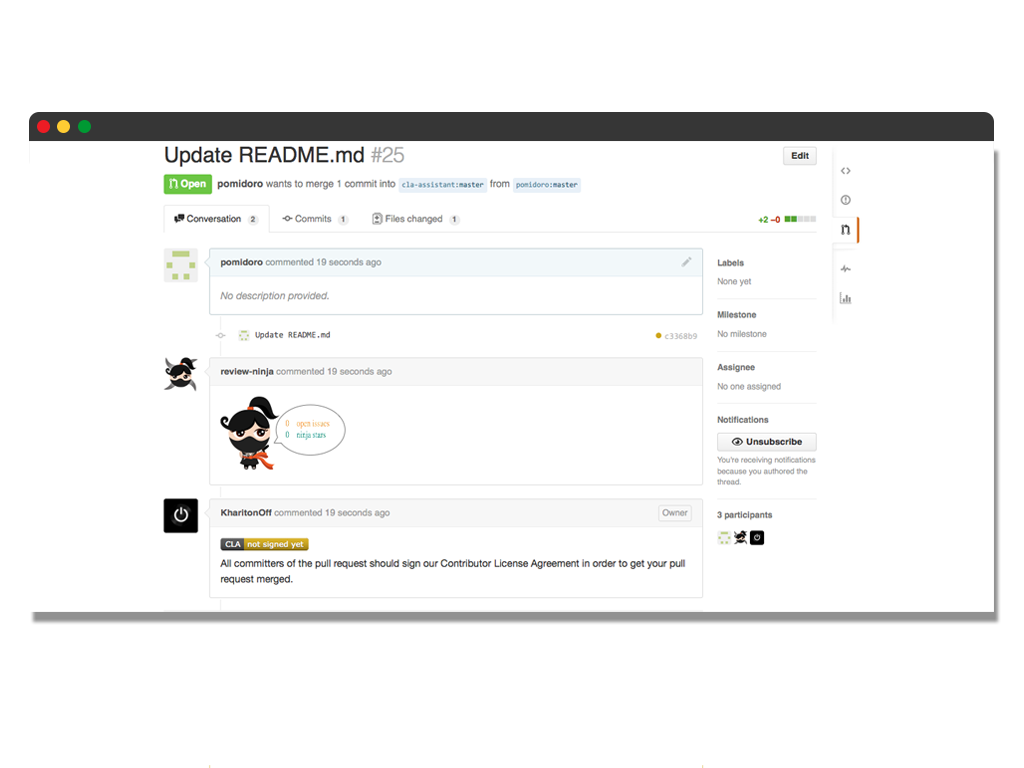 Update README.md #25
Edit
Open pomidoro wants to merge 1 commit into cla-assistant:master from pomidoro:master
Conversation 2 Commits 1 Files changed 1 +2 −0
pomidoro commented 19 seconds ago
No description provided.
Update README.md c3368b9
review-ninja commented 19 seconds ago
0 open issues
0 ninja stars
KharitonOff commented 19 seconds ago Owner
CLA not signed yet
All committers of the pull request should sign our Contributor License Agreement in order to get your pull
request merged.
Labels
None yet
Milestone
No milestone
Assignee
No one assigned
Notifications
Unsubscribe
You're receiving notifications
because you authored the
thread.
3 participants